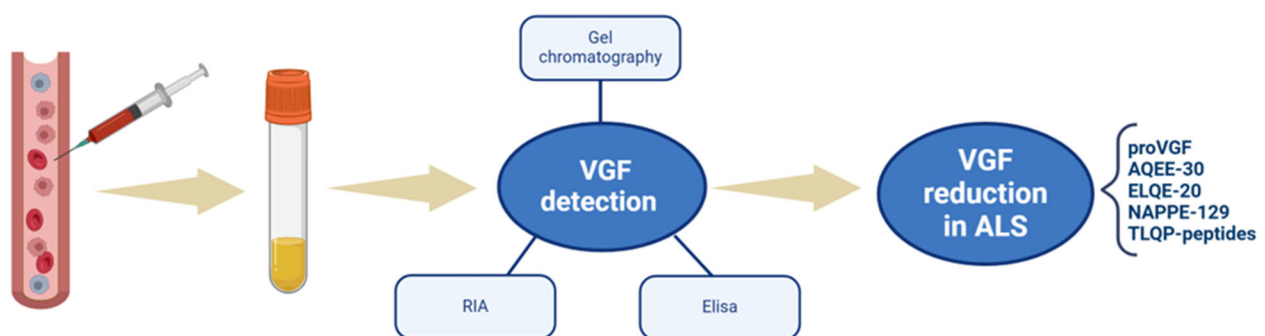 Gel
chromatography
VGF
detection
RIA
Elisa
VGF
reduction
in ALS
proVGF
AQEE-30
ELQE-20
NAPPE-129
TLQP-peptides